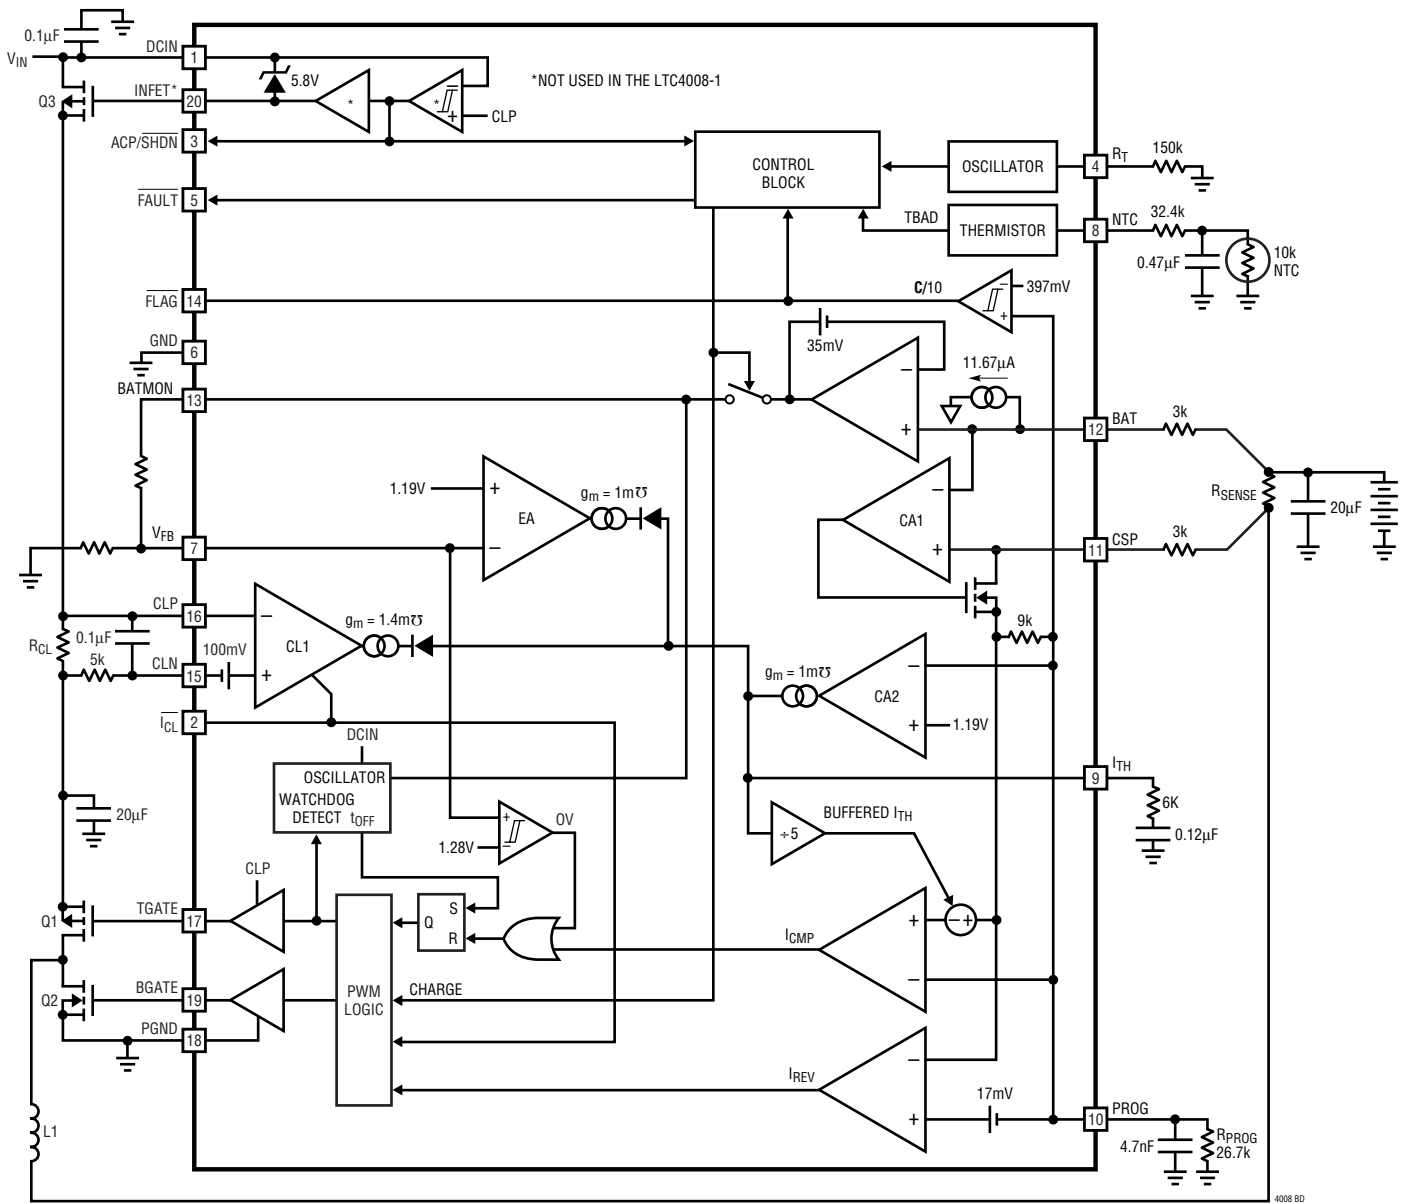 0.1µF
VIN
DCIN
1
5.8V
*NOT USED IN THE LTC4008-1
INFET*
20
*
*
–
+
CLP
Q3
ACP/SHDN
3
CONTROL
BLOCK
OSCILLATOR
4
RT
150k
FAULT
5
TBAD
THERMISTOR
8
NTC
32.4k
0.47µF
10k
NTC
FLAG
14
C/10
–
+
397mV
GND
6
35mV
11.67µA
BATMON
13
–
+
12
BAT
3k
1.19V
+
–
EA
gm = 1m℧
–
+
CA1
RSENSE
20µF
VFB
7
11
CSP
3k
CLP
16
–
+
CL1
gm = 1.4m℧
9k
RCL
0.1µF
5k
CLN
15
100mV
gm = 1m℧
CA2
–
+
1.19V
ICL
2
DCIN
OSCILLATOR
WATCHDOG
DETECT tOFF
9
ITH
6K
0.12µF
20µF
+
–
1.28V
OV
÷5
BUFFERED ITH
CLP
Q1
TGATE
17
Q
S
R
ICMP
+
–
–+
Q2
BGATE
19
PWM
LOGIC
CHARGE
PGND
18
IREV
–
+
17mV
10
PROG
4.7nF
RPROG
26.7k
L1
4008 BD